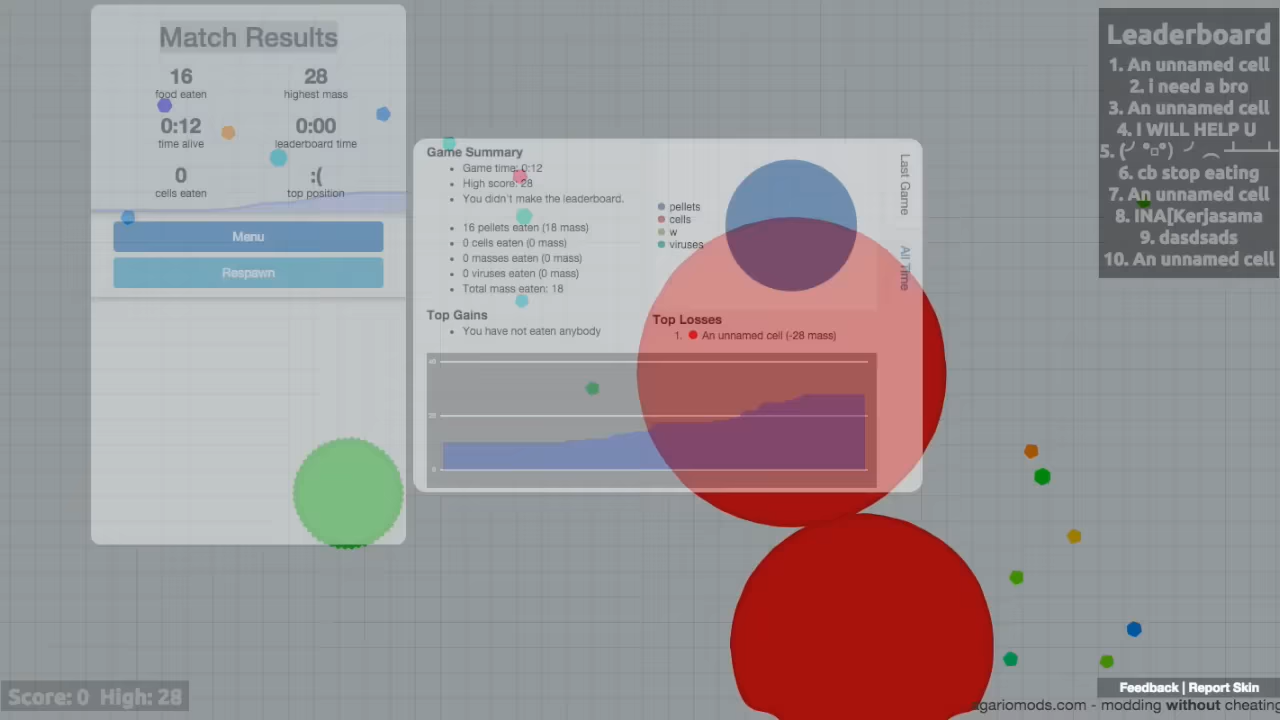 Match Results
16
food eaten
28
highest mass
0:12
time alive
0:00
leaderboard time
0
cells eaten
:(
top position
Menu
Respawn
Game Summary
Game time: 0:12
High score: 28
You didn't make the leaderboard.
16 pellets eaten (18 mass)
0 cells eaten (0 mass)
0 masses eaten (0 mass)
0 viruses eaten (0 mass)
Total mass eaten: 18
pellets
cells
w
viruses
Last Game
All Time
Top Gains
You have not eaten anybody
Top Losses
1. An unnamed cell (-28 mass)
40
20
0
Leaderboard
1. An unnamed cell
2. i need a bro
3. An unnamed cell
4. I WILL HELP U
5. (╯°□°)╯︵ ┻━┻
6. cb stop eating
7. An unnamed cell
8. INA[Kerjasama
9. dasdsads
10. An unnamed cell
Score: 0 High: 28
Feedback | Report Skin
agariomods.com - modding without cheating